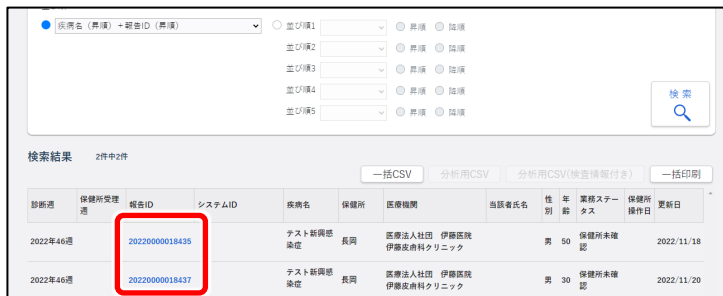 疾病名（昇順）＋報告ID（昇順） 並び順1 昇順 降順
並び順2 昇順 降順
並び順3 昇順 降順
並び順4 昇順 降順
並び順5 昇順 降順
検索
検索結果 2件中2件
一括CSV 分析用CSV 分析用CSV(検査情報付き) 一括印刷
診断週 保健所受理週 報告ID システムID 疾病名 保健所 医療機関 当該者氏名 性別 年齢 業務ステータス 保健所操作日 更新日
2022年46週 20220000018435 テスト新興感染症 長岡 医療法人社団 伊藤医院 伊藤皮膚科クリニック 男 50 保健所未確認 2022/11/18
2022年46週 20220000018437 テスト新興感染症 長岡 医療法人社団 伊藤医院 伊藤皮膚科クリニック 男 30 保健所未確認 2022/11/20